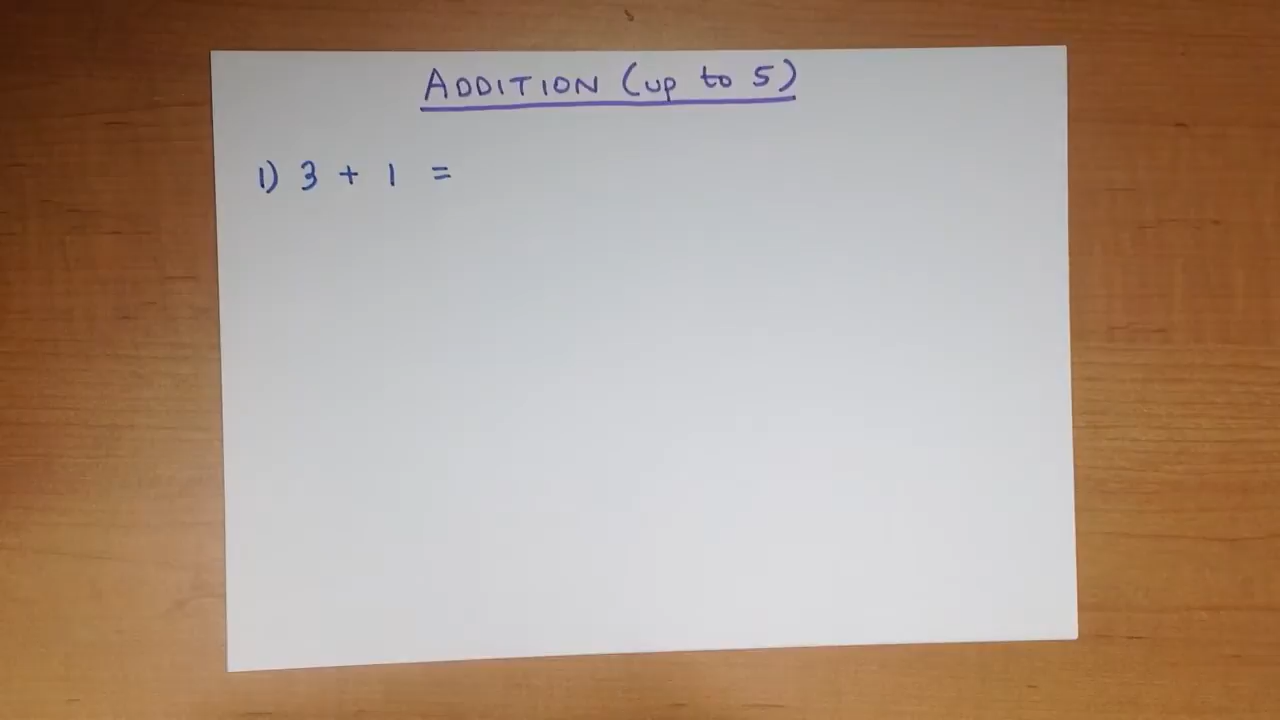 ADDITION (up to 5)
1) 3 + 1 =